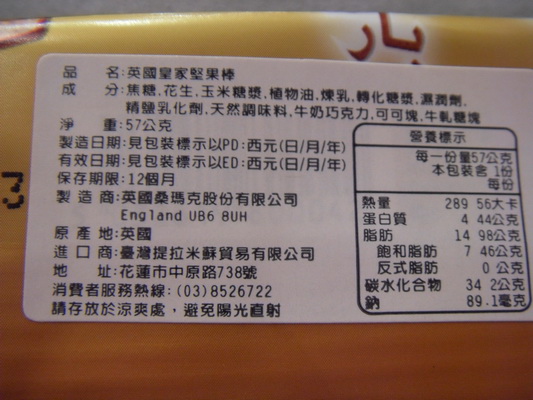 بار
品　名:英國皇家堅果棒
成　分:焦糖,花生,玉米糖漿,植物油,煉乳,轉化糖漿,濕潤劑,
精鹽乳化劑,天然調味料,牛奶巧克力,可可塊,牛軋糖塊
淨　重:57公克
製造日期:見包裝標示以PD:西元(日/月/年)
有效日期:見包裝標示以ED:西元(日/月/年)
保存期限:12個月
製 造 商:英國桑瑪克股份有限公司
England UB6 8UH
原 產 地:英國
進 口 商:臺灣提拉米蘇貿易有限公司
地　址:花蓮市中原路738號
消費者服務熱線:(03)8526722
請存放於涼爽處，避免陽光直射
營養標示
每一份量57公克
本包裝含 1份
每份
熱量 289 56大卡
蛋白質 4 44公克
脂肪 14 98公克
飽和脂肪 7 46公克
反式脂肪 0 公克
碳水化合物 34 2公克
鈉 89.1毫克